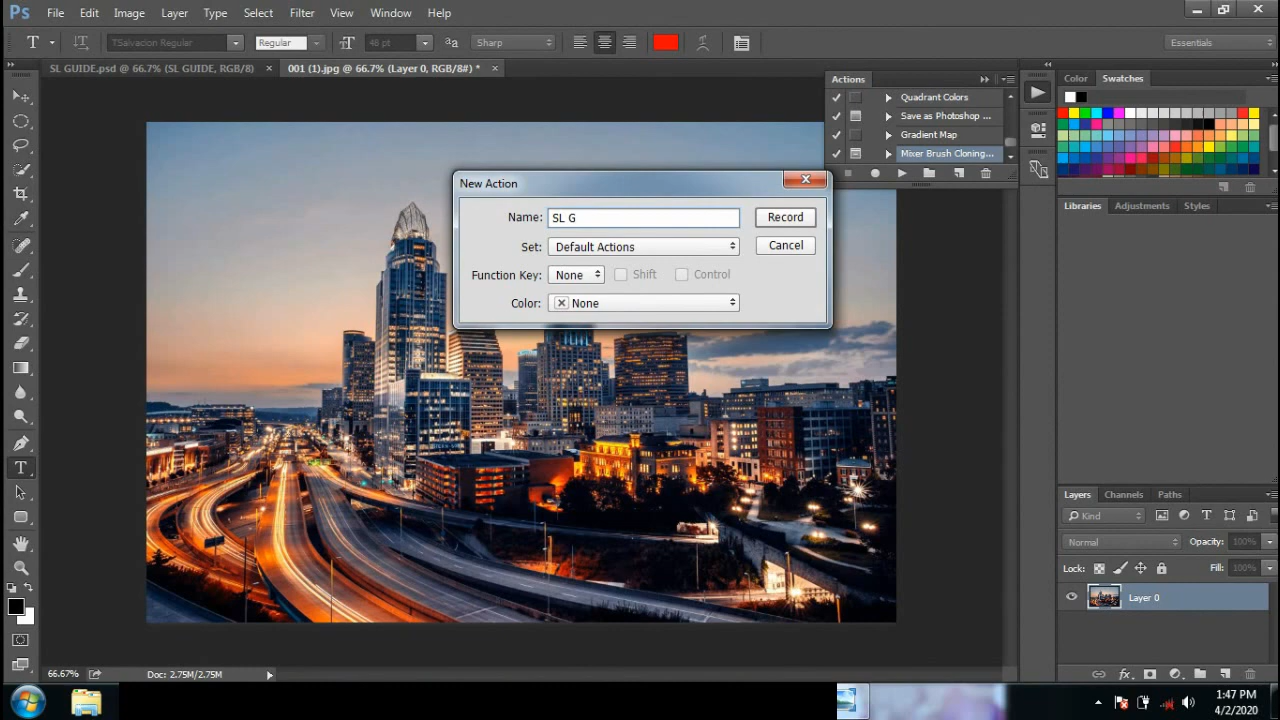 Ps File Edit Image Layer Type Select Filter View Window Help
T TSalvation Regular Regular 48 pt aa Sharp Essentials
SL GUIDE.psd @ 66.7% (SL GUIDE, RGB/8) × 001 (1).jpg @ 66.7% (Layer 0, RGB/8#) * ×
Actions
Quadrant Colors
Save as Photoshop ...
Gradient Map
Mixer Brush Cloning...
Color Swatches
New Action
Name: SL G Record
Set: Default Actions Cancel
Function Key: None Shift Control
Color: None
Libraries Adjustments Styles
Layers Channels Paths
Kind
Normal Opacity: 100%
Lock: Fill: 100%
Layer 0
66.67% Doc: 2.75M/2.75M
1:47 PM
4/2/2020